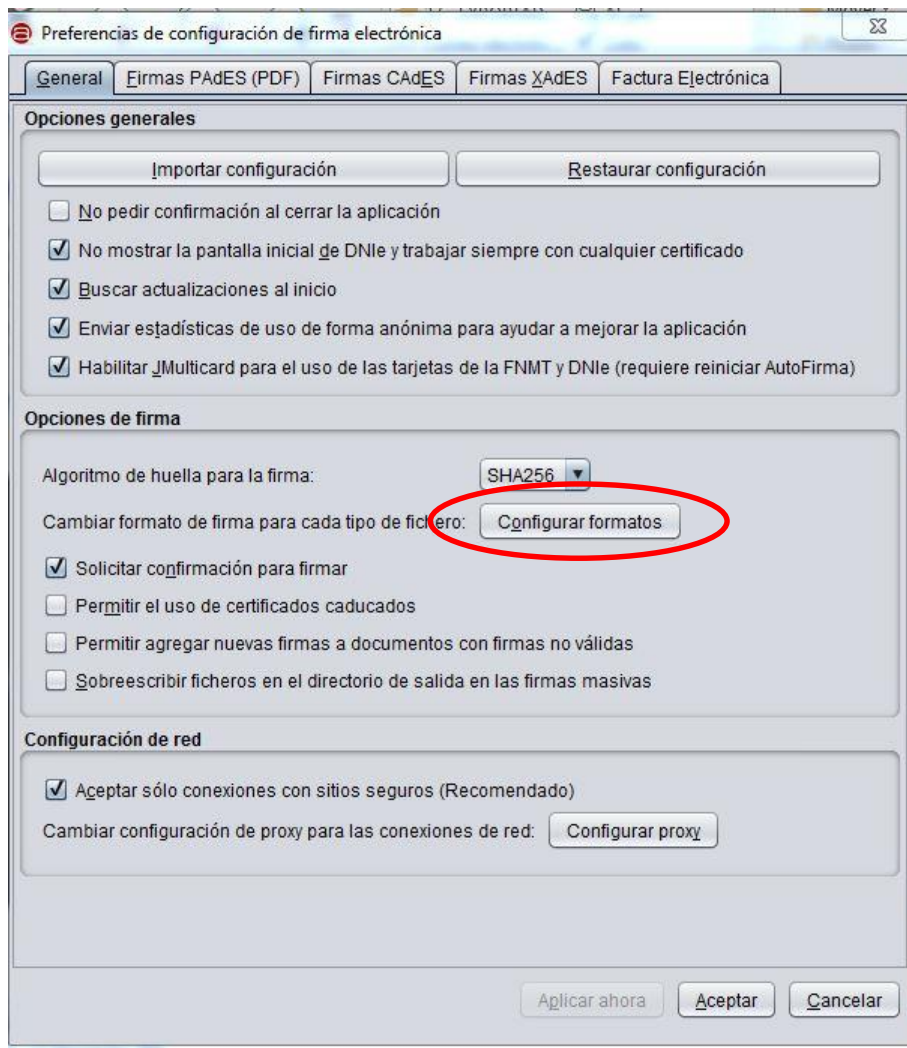 Preferencias de configuración de firma electrónica
General Firmas PAdES (PDF) Firmas CAdES Firmas XAdES Factura Electrónica
Opciones generales
Importar configuración Restaurar configuración
No pedir confirmación al cerrar la aplicación
No mostrar la pantalla inicial de DNIe y trabajar siempre con cualquier certificado
Buscar actualizaciones al inicio
Enviar estadísticas de uso de forma anónima para ayudar a mejorar la aplicación
Habilitar JMulticard para el uso de las tarjetas de la FNMT y DNIe (requiere reiniciar AutoFirma)
Opciones de firma
Algoritmo de huella para la firma: SHA256
Cambiar formato de firma para cada tipo de fichero: Configurar formatos
Solicitar confirmación para firmar
Permitir el uso de certificados caducados
Permitir agregar nuevas firmas a documentos con firmas no válidas
Sobreescribir ficheros en el directorio de salida en las firmas masivas
Configuración de red
Aceptar sólo conexiones con sitios seguros (Recomendado)
Cambiar configuración de proxy para las conexiones de red: Configurar proxy
Aplicar ahora Aceptar Cancelar